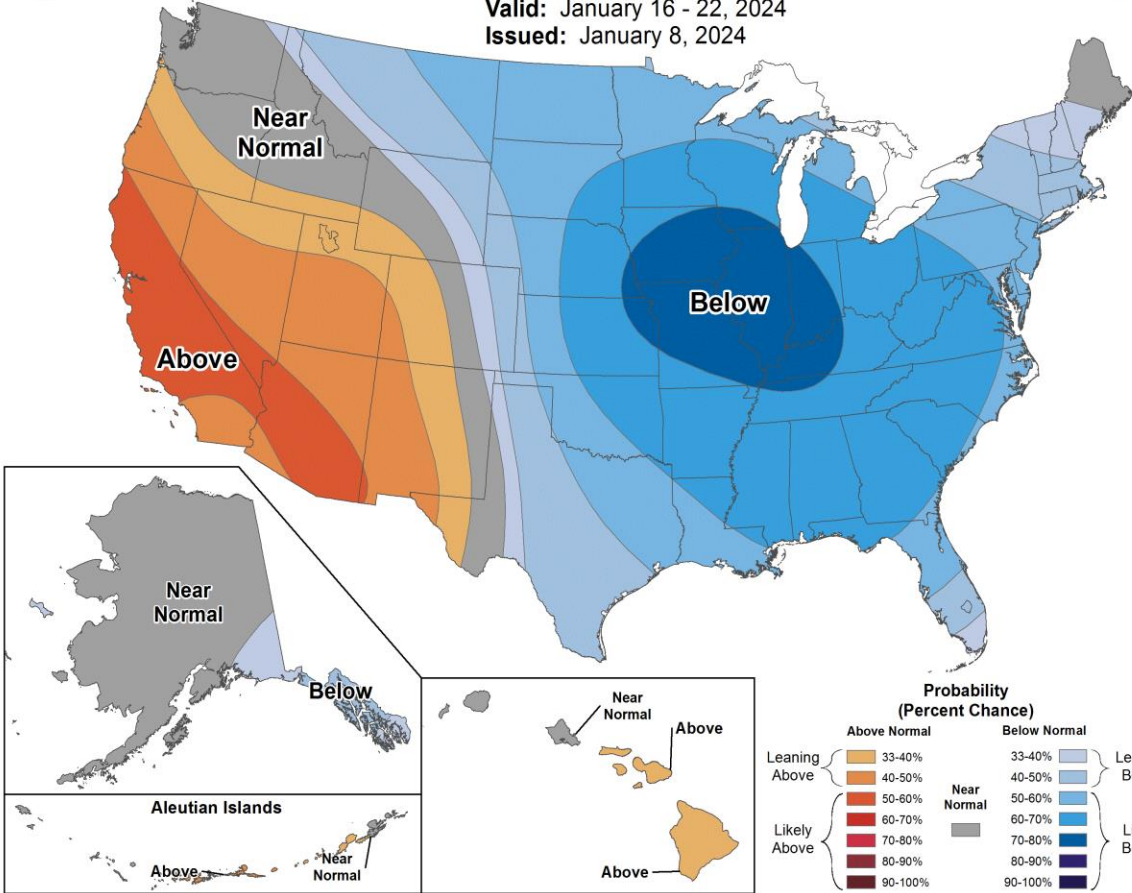 Valid: January 16 - 22, 2024
Issued: January 8, 2024
Near
Normal
Below
Above
Near
Normal
Below
Aleutian Islands
Above
Near
Normal
Near
Normal
Above
Above
Probability
(Percent Chance)
Above Normal
Below Normal
Leaning
Above
33-40%
40-50%
Likely
Above
50-60%
60-70%
70-80%
80-90%
90-100%
Near
Normal
33-40%
40-50%
50-60%
60-70%
70-80%
80-90%
90-100%
Le
B
Li
B